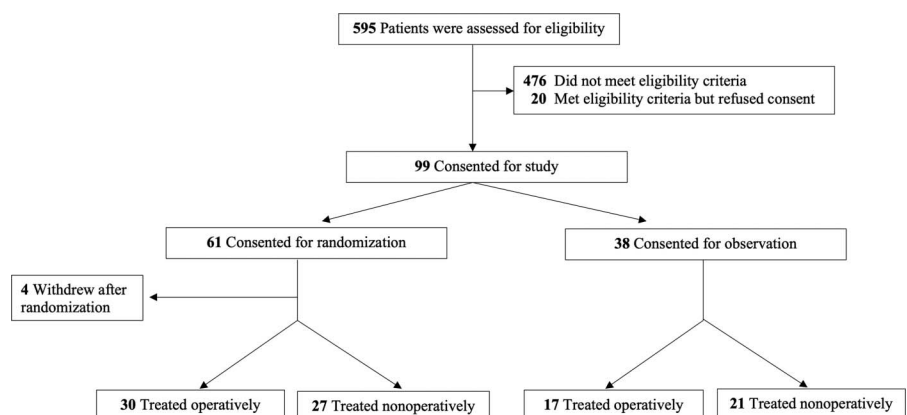 595 Patients were assessed for eligibility
476 Did not meet eligibility criteria
20 Met eligibility criteria but refused consent
99 Consented for study
61 Consented for randomization
38 Consented for observation
4 Withdrew after
randomization
30 Treated operatively
27 Treated nonoperatively
17 Treated operatively
21 Treated nonoperatively